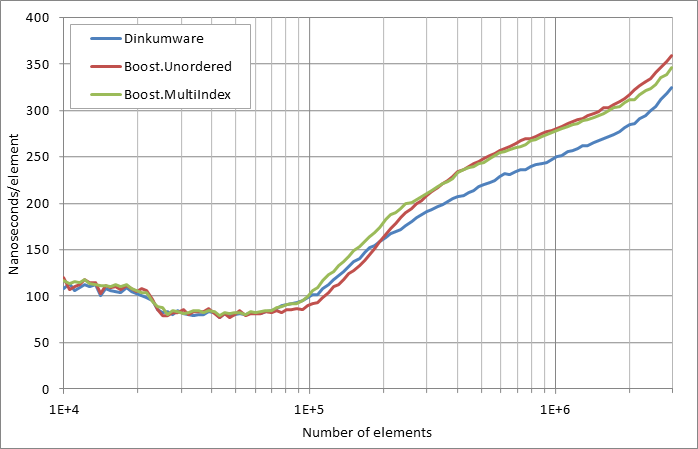 400
350
300
250
200
150
100
50
0
Nanoseconds/element
Dinkumware
Boost.Unordered
Boost.MultiIndex
1E+4
1E+5
1E+6
Number of elements